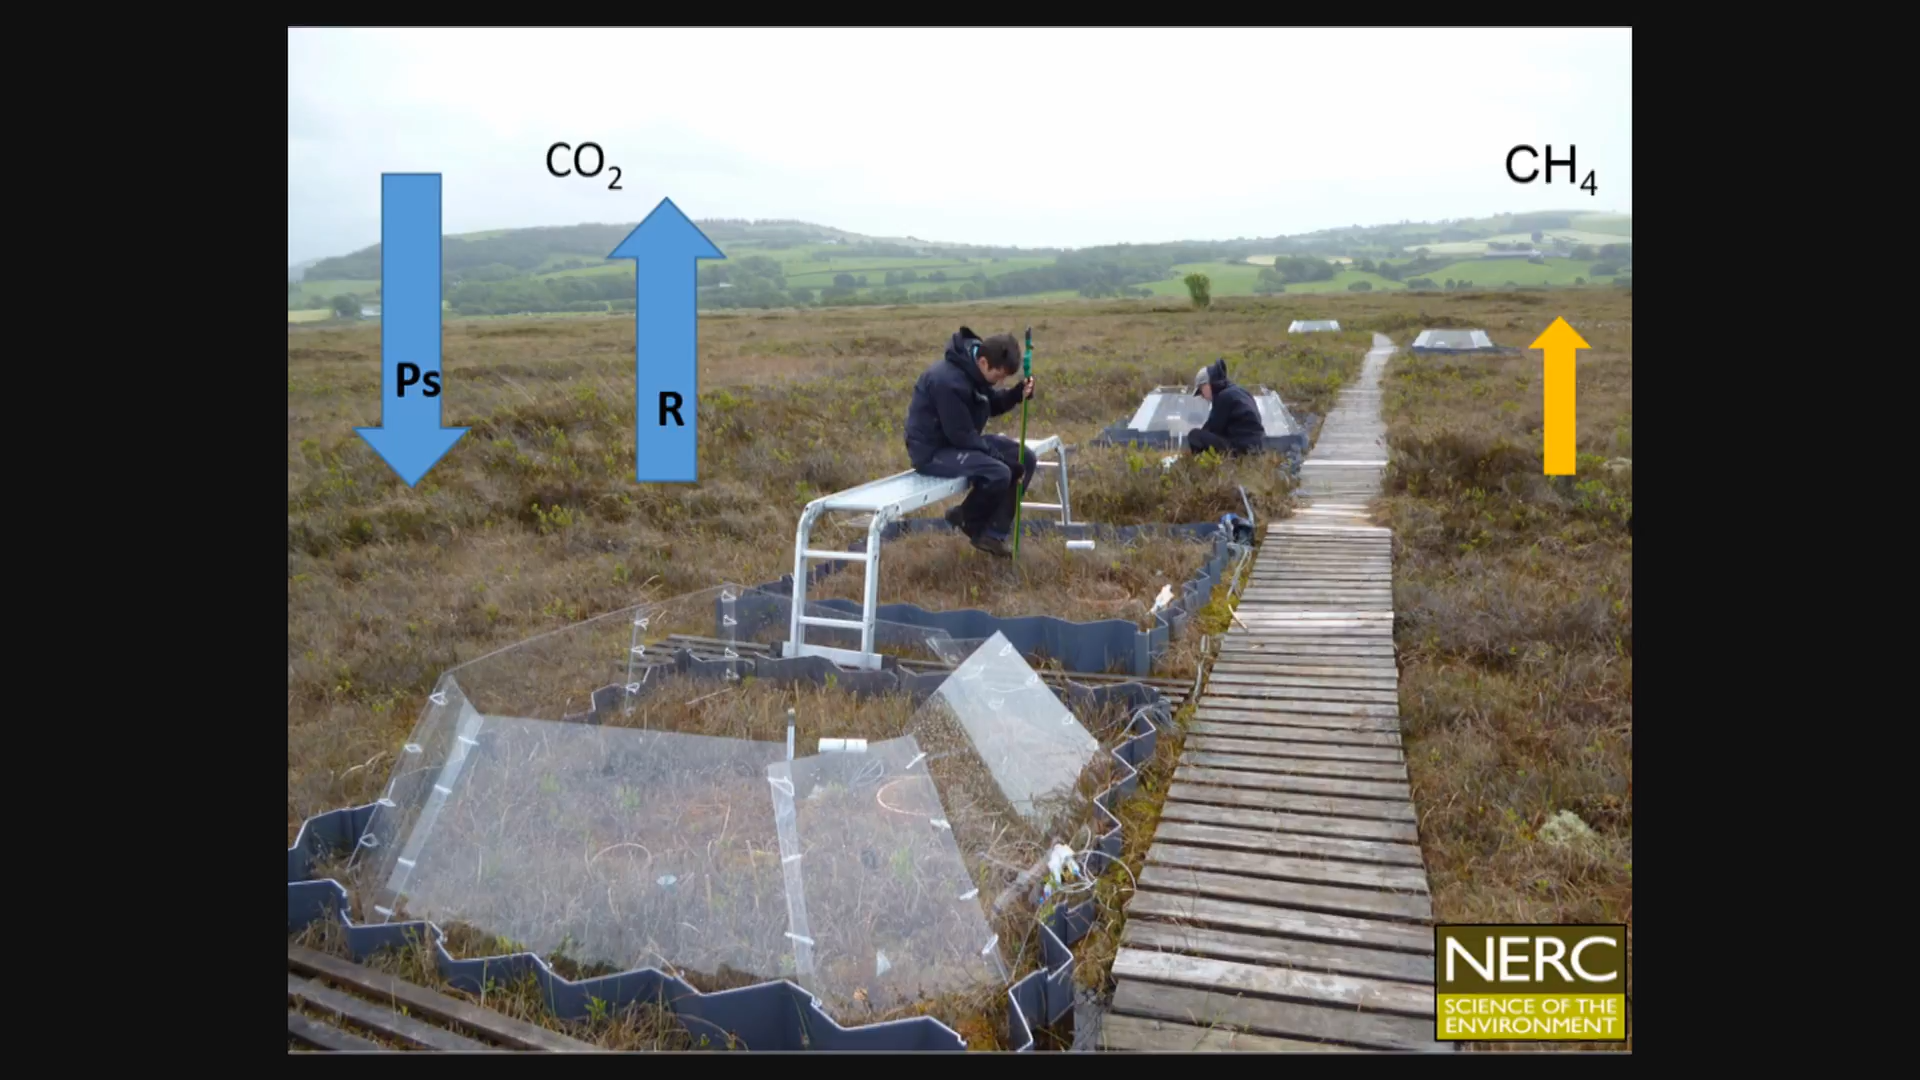 CO₂
CH₄
Ps
R
NERC
SCIENCE OF THE
ENVIRONMENT